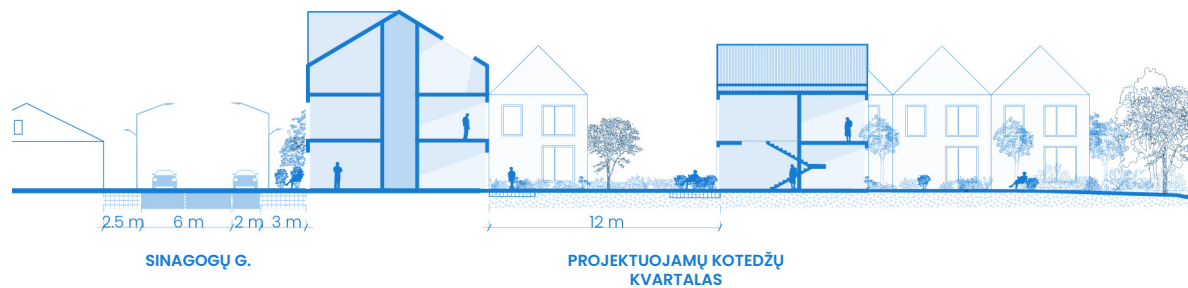 2.5 m 6 m 2 m 3 m 12 m
SINAGOGŲ G.
PROJEKTUOJAMŲ KOTEDŽŲ
KVARTALAS